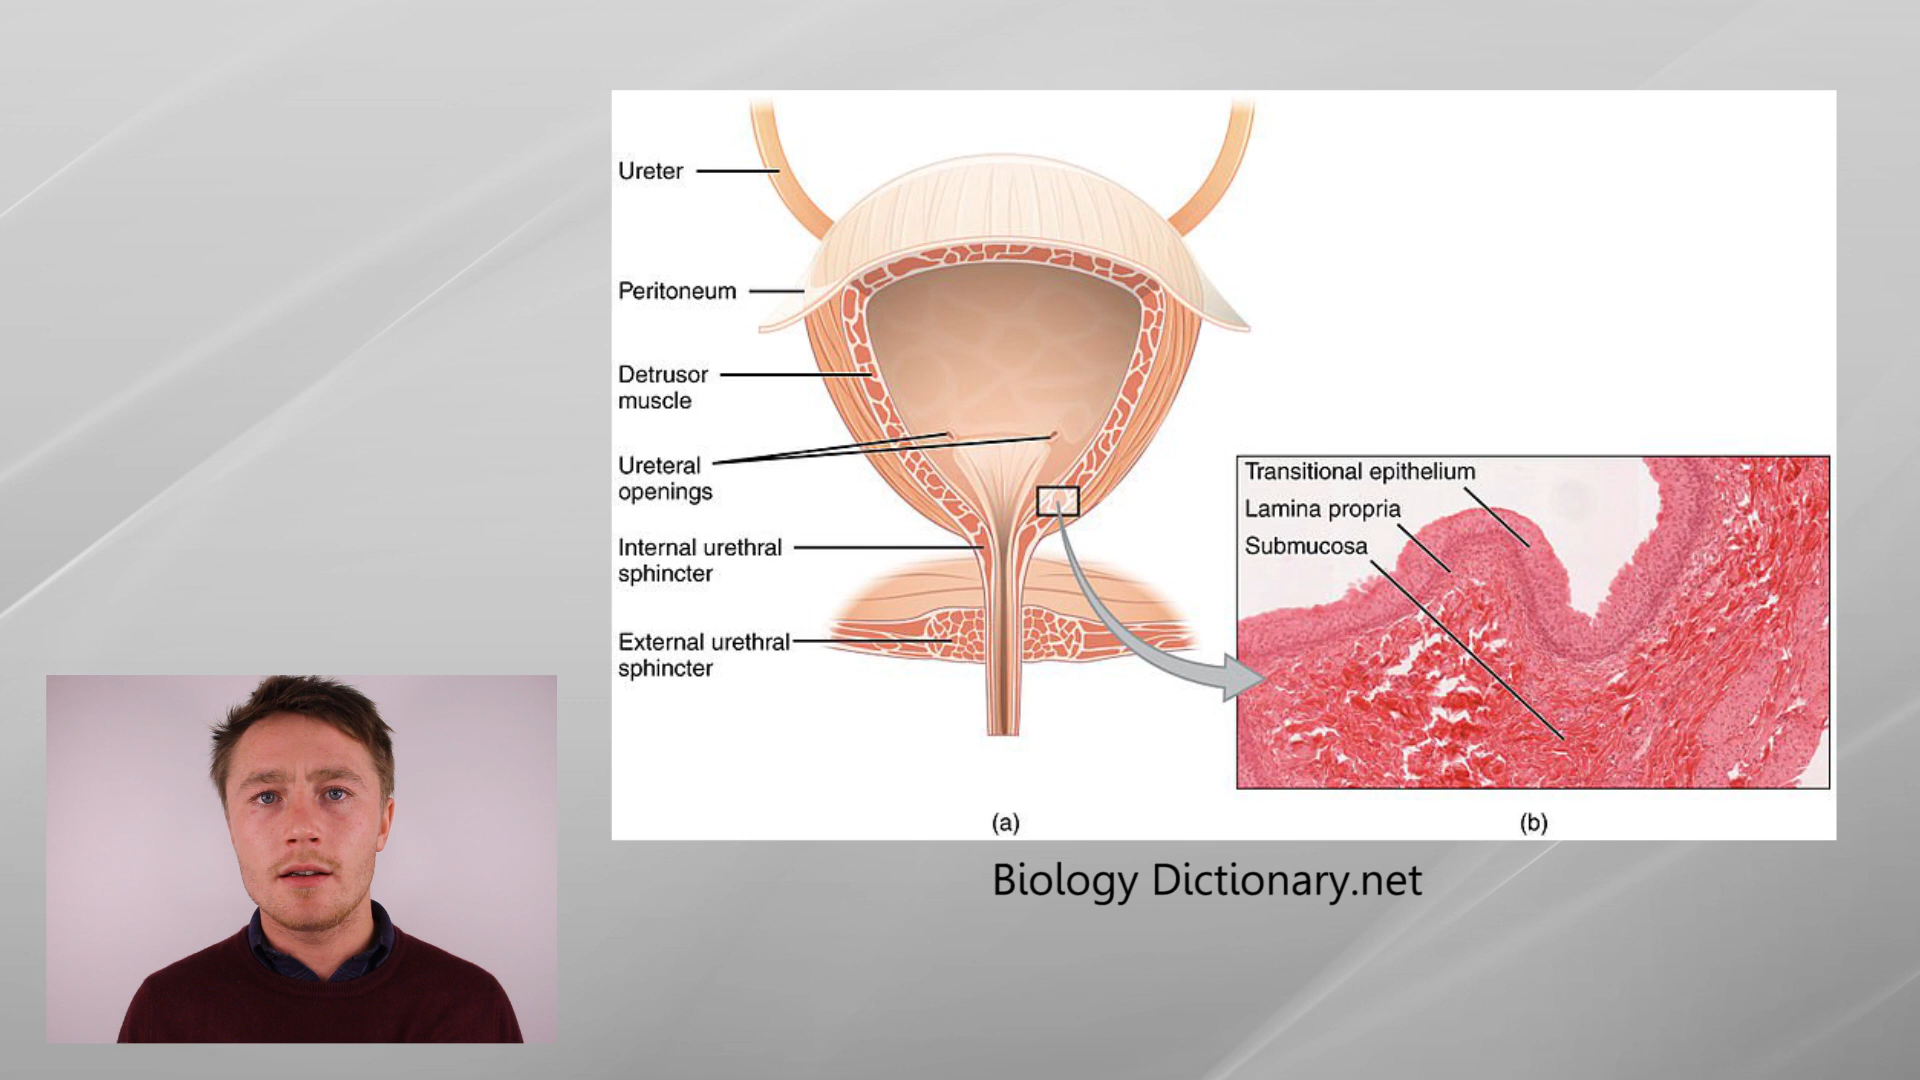 Ureter
Peritoneum
Detrusor
muscle
Ureteral
openings
Internal urethral
sphincter
External urethral
sphincter
Transitional epithelium
Lamina propria
Submucosa
(a)
(b)
Biology Dictionary.net